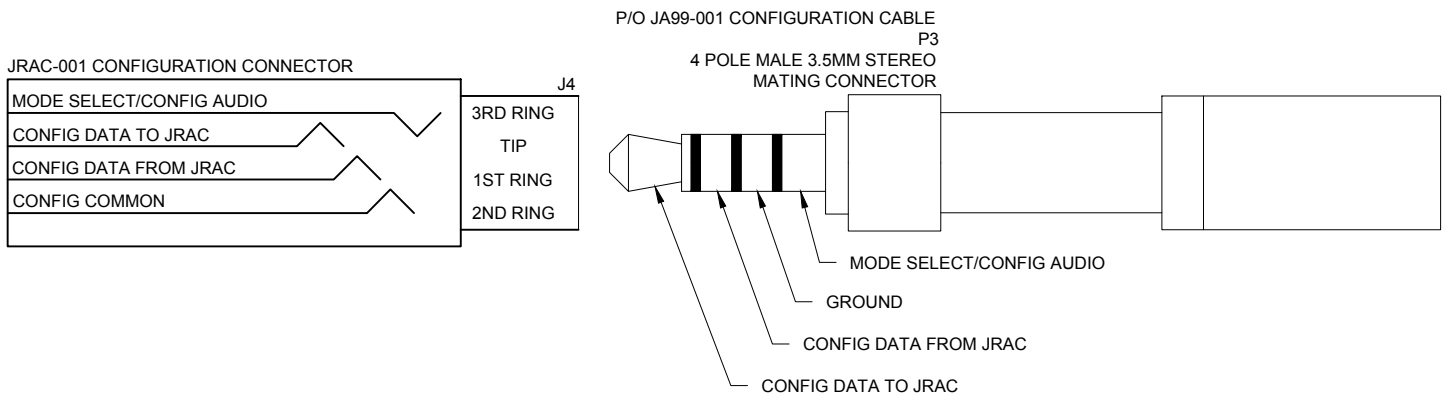 P/O JA99-001 CONFIGURATION CABLE
P3
4 POLE MALE 3.5MM STEREO
MATING CONNECTOR
JRAC-001 CONFIGURATION CONNECTOR
J4
MODE SELECT/CONFIG AUDIO
3RD RING
CONFIG DATA TO JRAC
TIP
CONFIG DATA FROM JRAC
1ST RING
CONFIG COMMON
2ND RING
MODE SELECT/CONFIG AUDIO
GROUND
CONFIG DATA FROM JRAC
CONFIG DATA TO JRAC